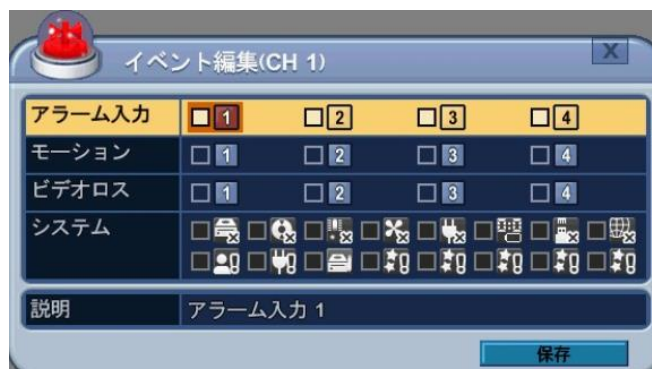 イベント編集(CH 1)
X
アラーム入力 1 2 3 4
モーション 1 2 3 4
ビデオロス 1 2 3 4
システム
説明 アラーム入力 1
保存